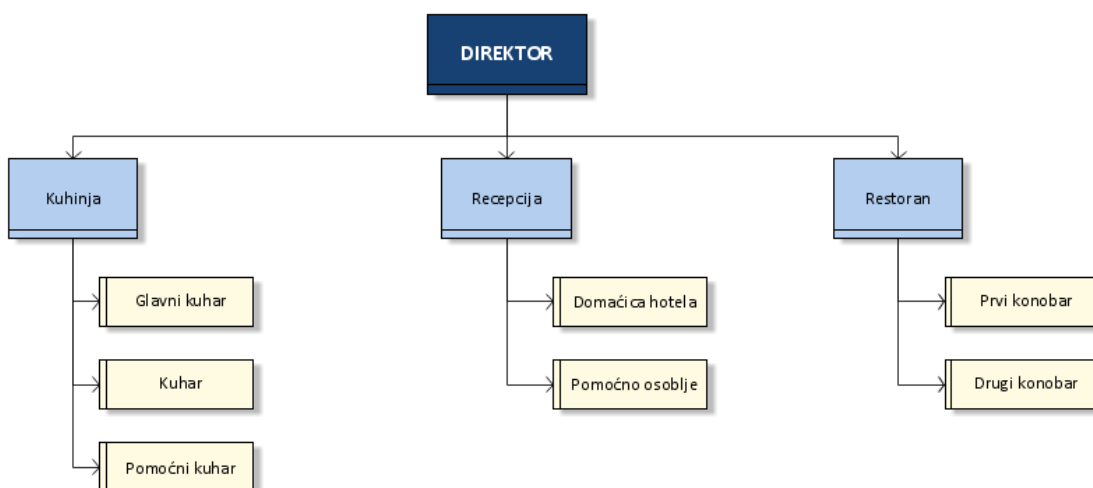 DIREKTOR
Kuhinja
Recepcija
Restoran
Glavni kuhar
Domaćica hotela
Prvi konobar
Kuhar
Pomoćno osoblje
Drugi konobar
Pomoćni kuhar